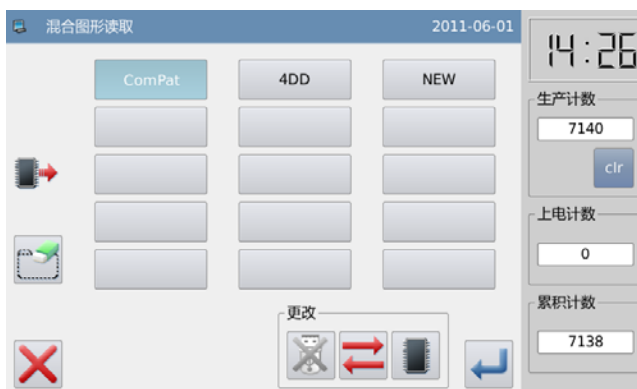 混合图形读取 2011-06-01
14:26
ComPat 4DD NEW
生产计数
7140
clr
上电计数
0
累积计数
7138
更改